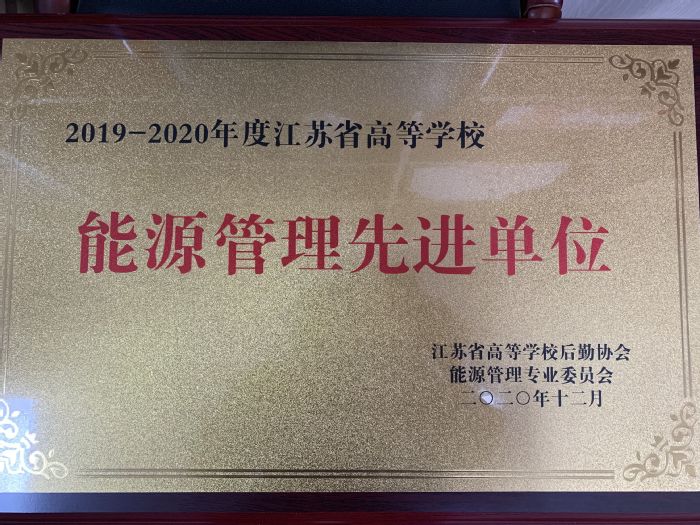 2019-2020年度江苏省高等学校
能源管理先进单位
江苏省高等学校后勤协会
能源管理专业委员会
二〇二〇年十二月